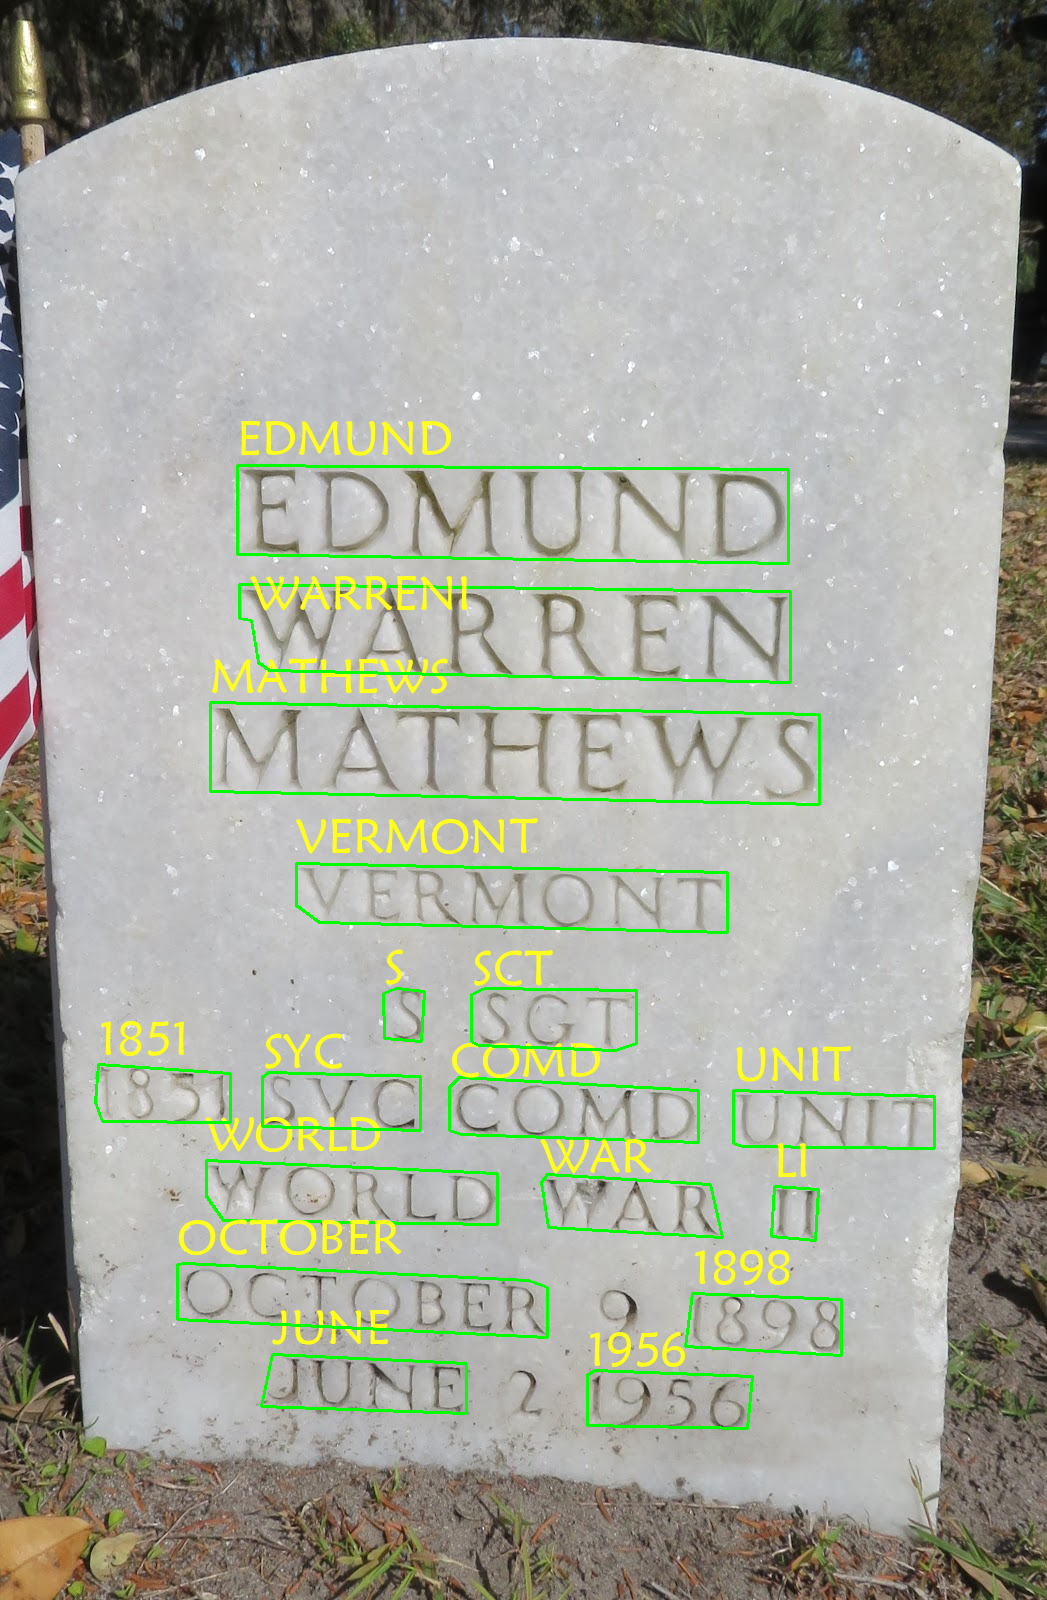 EDMUND
EDMUND
WARRENI
WARREN
MATHEWS
MATHEWS
VERMONT
VERMONT
S SCT
S SGT
1851 SYC COMD UNIT
1851 SVC COMD UNIT
WORLD WAR LI
WORLD WAR II
OCTOBER 1898
OCTOBER 9 1898
JUNE 1956
JUNE 2 1956